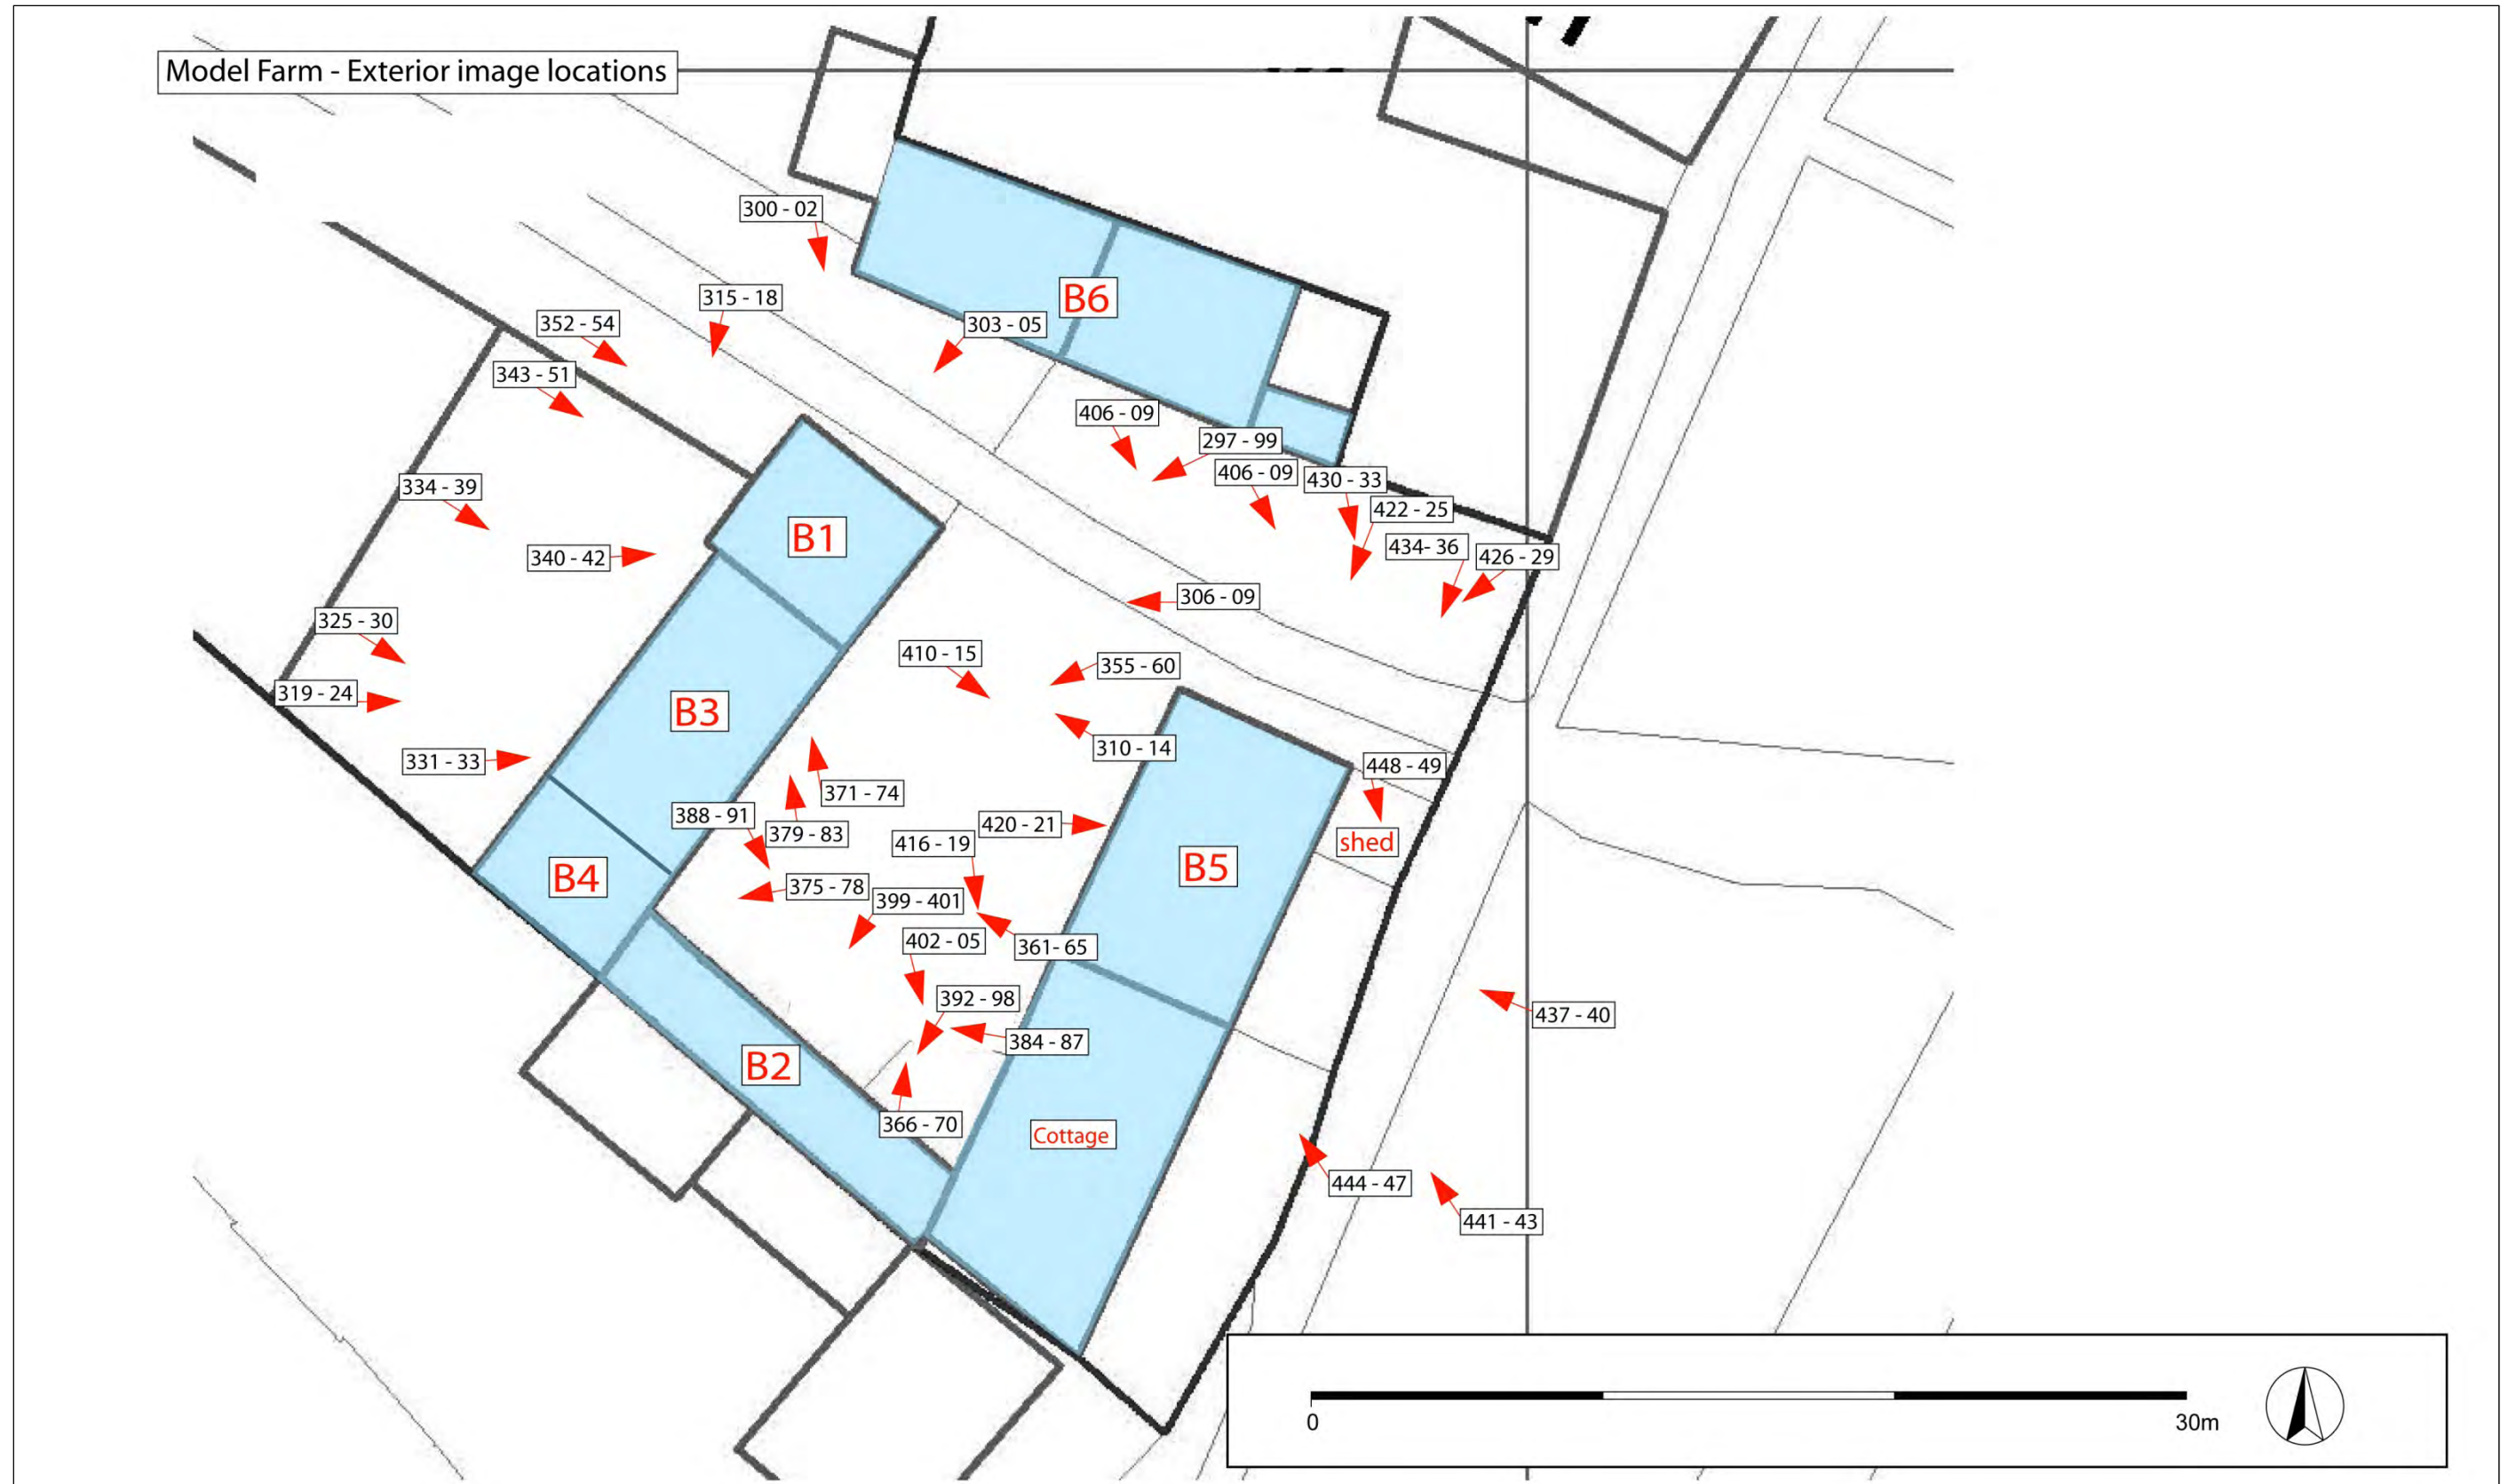 Model Farm - Exterior image locations
300 - 02
315 - 18
B6
352 - 54
303 - 05
343 - 51
406 - 09
297 - 99
406 - 09
430 - 33
334 - 39
422 - 25
B1
434- 36
426 - 29
340 - 42
306 - 09
325 - 30
410 - 15
355 - 60
319 - 24
B3
310 - 14
331 - 33
448 - 49
371 - 74
388 - 91
379 - 83
420 - 21
416 - 19
shed
B5
B4
375 - 78
399 - 401
402 - 05
361- 65
392 - 98
437 - 40
384 - 87
B2
366 - 70
Cottage
444 - 47
441 - 43
0
30m